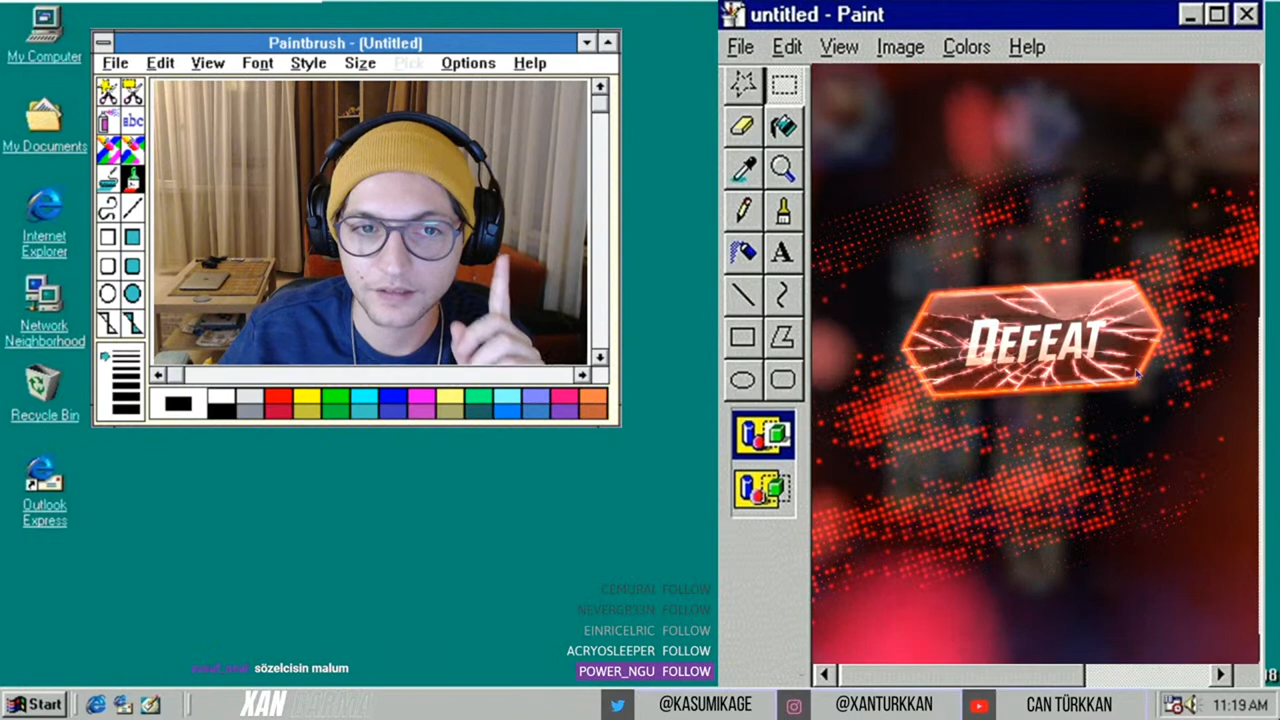 My Computer
My Documents
Internet
Explorer
Network
Neighborhood
Recycle Bin
Outlook
Express
Paintbrush - [Untitled]
File Edit View Font Style Size Pick Options Help
abc
untitled - Paint
File Edit View Image Colors Help
A
DEFEAT
CEMURAI FOLLOW
NEVERGR33N FOLLOW
EINRICELRIC FOLLOW
ACRYOSLEEPER FOLLOW
POWER_NGU FOLLOW
sözelcisin malum
Start
XAN
@KASUMIKAGE
@XANTURKKAN
CAN TÜRKKAN
11:19 AM